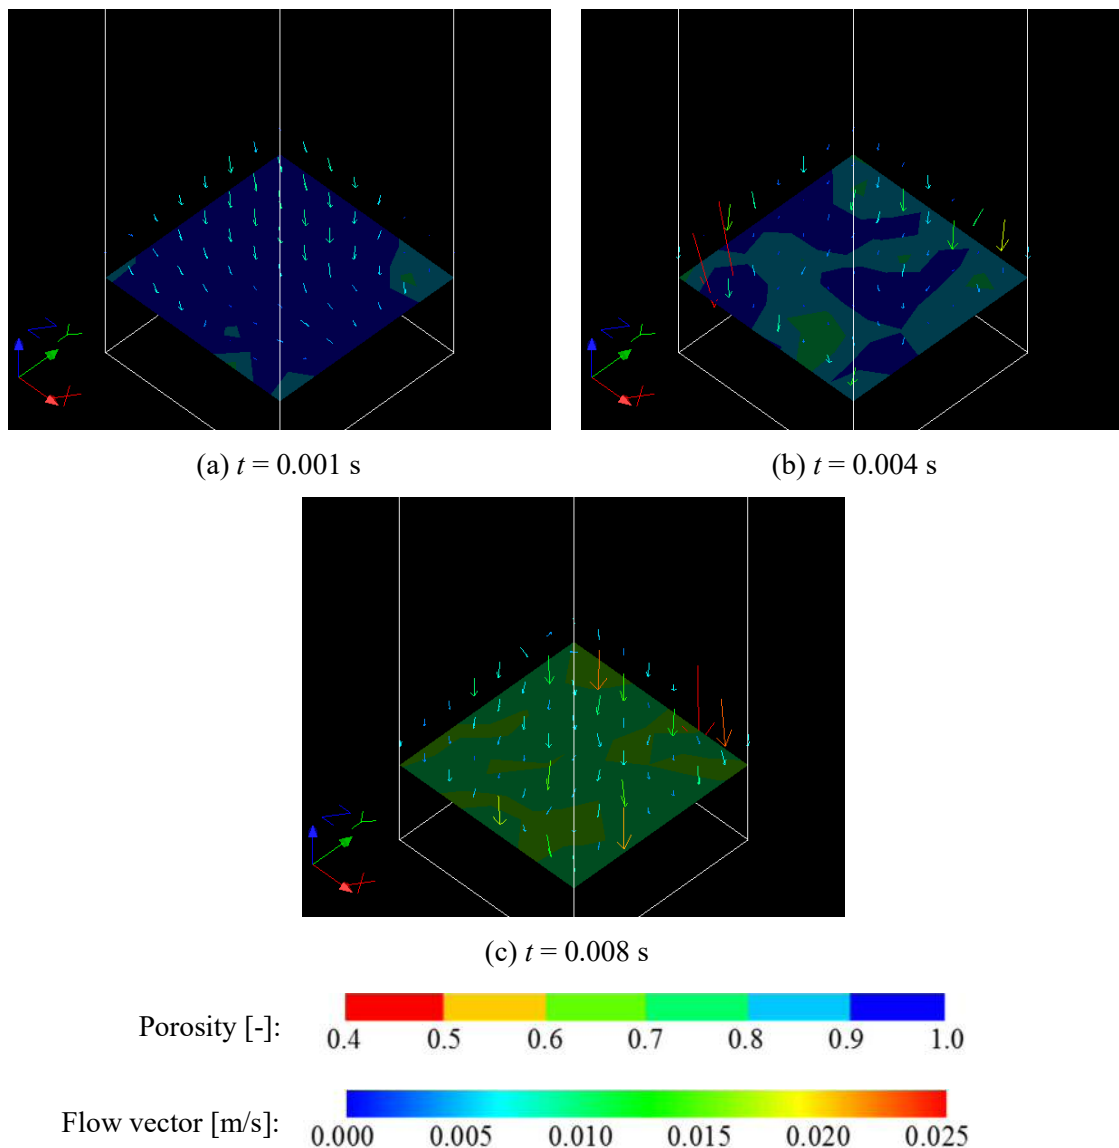 Z Y
X
Z Y
X
(a) t = 0.001 s (b) t = 0.004 s
Z Y
X
(c) t = 0.008 s
Porosity [-]:
0.4 0.5 0.6 0.7 0.8 0.9 1.0
Flow vector [m/s]:
0.000 0.005 0.010 0.015 0.020 0.025